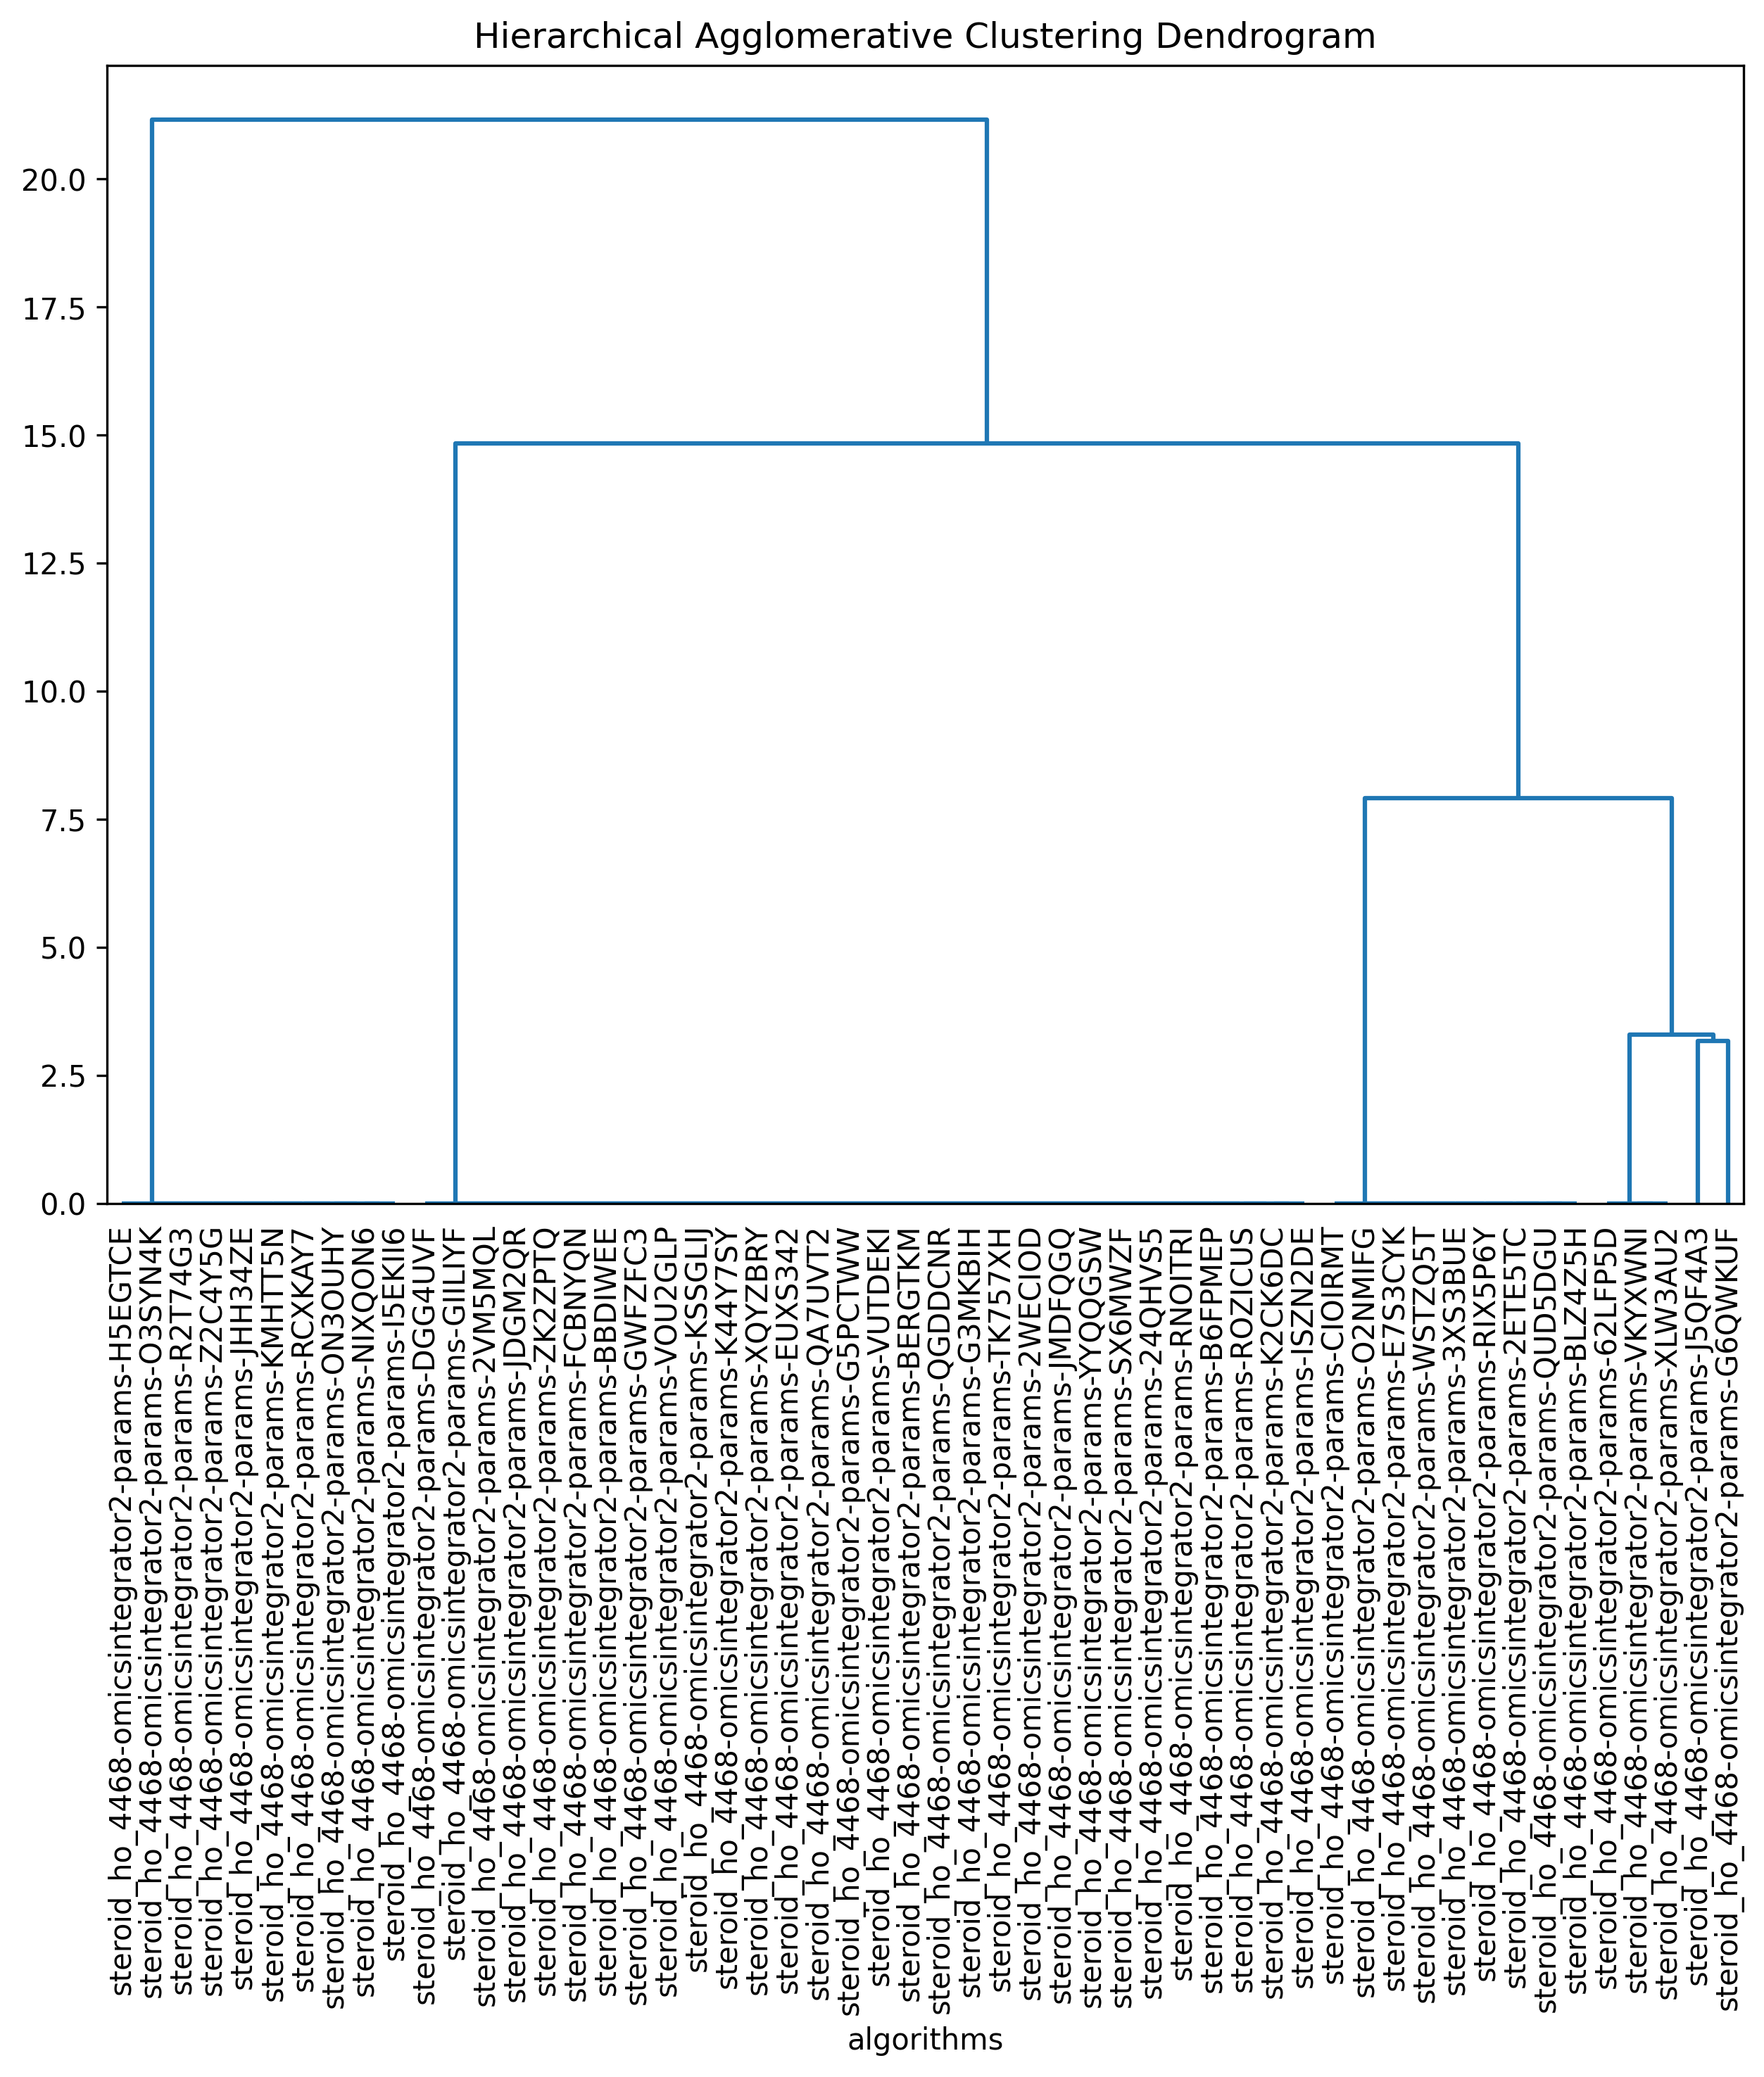 Hierarchical Agglomerative Clustering Dendrogram
20.0
17.5
15.0
12.5
10.0
7.5
5.0
2.5
0.0
steroid_ho_4468-omicsintegrator2-params-H5EGTCE
steroid_ho_4468-omicsintegrator2-params-O3SYN4K
steroid_ho_4468-omicsintegrator2-params-R2T74G3
steroid_ho_4468-omicsintegrator2-params-Z2C4Y5G
steroid_ho_4468-omicsintegrator2-params-JHH34ZE
steroid_ho_4468-omicsintegrator2-params-KMHTT5N
steroid_ho_4468-omicsintegrator2-params-RCXKAY7
steroid_ho_4468-omicsintegrator2-params-ON3OUHY
steroid_ho_4468-omicsintegrator2-params-NIXQON6
steroid_ho_4468-omicsintegrator2-params-I5EKII6
steroid_ho_4468-omicsintegrator2-params-DGG4UVF
steroid_ho_4468-omicsintegrator2-params-GIILIYF
steroid_ho_4468-omicsintegrator2-params-2VM5MQL
steroid_ho_4468-omicsintegrator2-params-JDGM2QR
steroid_ho_4468-omicsintegrator2-params-ZK2ZPTQ
steroid_ho_4468-omicsintegrator2-params-FCBNYQN
steroid_ho_4468-omicsintegrator2-params-BBDIWEE
steroid_ho_4468-omicsintegrator2-params-GWFZFC3
steroid_ho_4468-omicsintegrator2-params-VOU2GLP
steroid_ho_4468-omicsintegrator2-params-KSSGLIJ
steroid_ho_4468-omicsintegrator2-params-K44Y7SY
steroid_ho_4468-omicsintegrator2-params-XQYZBRY
steroid_ho_4468-omicsintegrator2-params-EUXS342
steroid_ho_4468-omicsintegrator2-params-QA7UVT2
steroid_ho_4468-omicsintegrator2-params-G5PCTWW
steroid_ho_4468-omicsintegrator2-params-VUTDEKI
steroid_ho_4468-omicsintegrator2-params-BERGTKM
steroid_ho_4468-omicsintegrator2-params-QGDDCNR
steroid_ho_4468-omicsintegrator2-params-G3MKBIH
steroid_ho_4468-omicsintegrator2-params-TK757XH
steroid_ho_4468-omicsintegrator2-params-2WECIOD
steroid_ho_4468-omicsintegrator2-params-JMDFQGQ
steroid_ho_4468-omicsintegrator2-params-YYQQGSW
steroid_ho_4468-omicsintegrator2-params-SX6MWZF
steroid_ho_4468-omicsintegrator2-params-24QHVS5
steroid_ho_4468-omicsintegrator2-params-RNOITRI
steroid_ho_4468-omicsintegrator2-params-B6FPMEP
steroid_ho_4468-omicsintegrator2-params-ROZICUS
steroid_ho_4468-omicsintegrator2-params-K2CK6DC
steroid_ho_4468-omicsintegrator2-params-ISZN2DE
steroid_ho_4468-omicsintegrator2-params-CIOIRMT
steroid_ho_4468-omicsintegrator2-params-O2NMIFG
steroid_ho_4468-omicsintegrator2-params-E7S3CYK
steroid_ho_4468-omicsintegrator2-params-WSTZQ5T
steroid_ho_4468-omicsintegrator2-params-3XS3BUE
steroid_ho_4468-omicsintegrator2-params-RIX5P6Y
steroid_ho_4468-omicsintegrator2-params-2ETE5TC
steroid_ho_4468-omicsintegrator2-params-QUD5DGU
steroid_ho_4468-omicsintegrator2-params-BLZ4Z5H
steroid_ho_4468-omicsintegrator2-params-62LFP5D
steroid_ho_4468-omicsintegrator2-params-VKYXWNI
steroid_ho_4468-omicsintegrator2-params-XLW3AU2
steroid_ho_4468-omicsintegrator2-params-J5QF4A3
steroid_ho_4468-omicsintegrator2-params-G6QWKUF
algorithms